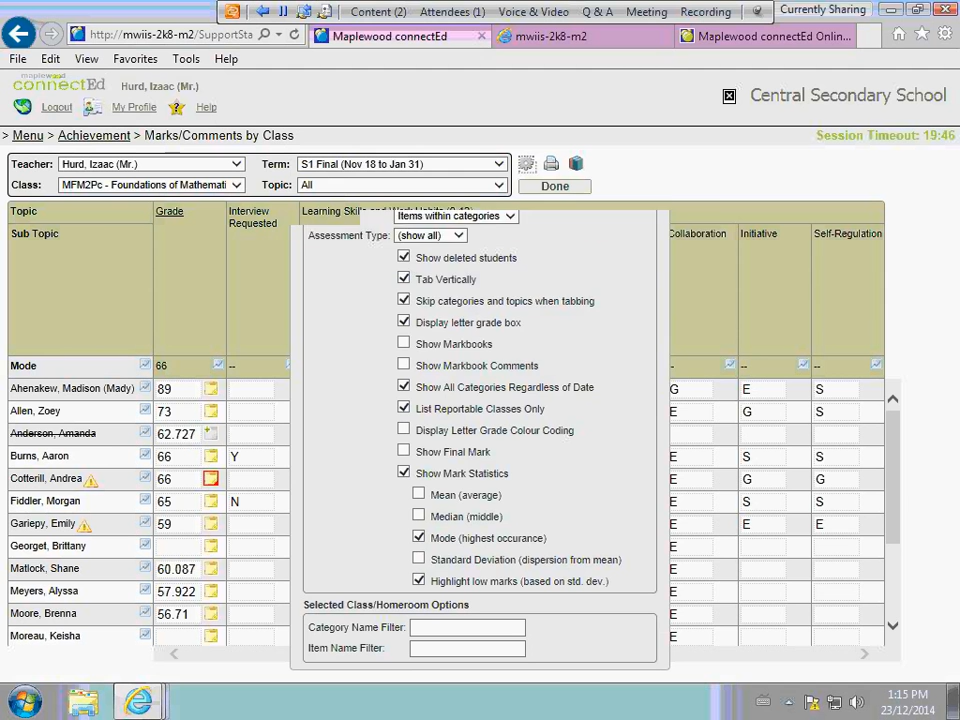 Content (2) Attendees (1) Voice & Video Q & A Meeting Recording Currently Sharing
http://mwiis-2k8-m2/SupportSta Maplewood connectEd mwiis-2k8-m2 Maplewood connectEd Onlin...
File Edit View Favorites Tools Help
maplewood
connectEd Hurd, Izaac (Mr.)
Logout My Profile Help
Central Secondary School
> Menu > Achievement > Marks/Comments by Class Session Timeout: 19:46
Teacher: Hurd, Izaac (Mr.) Term: S1 Final (Nov 18 to Jan 31)
Class: MFM2Pc - Foundations of Mathemati Topic: All Done
Topic Grade Interview Requested
Sub Topic Collaboration Initiative Self-Regulation
Items within categories
Assessment Type: (show all)
Show deleted students
Tab Vertically
Skip categories and topics when tabbing
Display letter grade box
Show Markbooks
Show Markbook Comments
Show All Categories Regardless of Date
List Reportable Classes Only
Display Letter Grade Colour Coding
Show Final Mark
Show Mark Statistics
Mean (average)
Median (middle)
Mode (highest occurance)
Standard Deviation (dispersion from mean)
Highlight low marks (based on std. dev.)
Selected Class/Homeroom Options
Category Name Filter:
Item Name Filter:
Mode 66 -- -- -- --
Ahenakew, Madison (Mady) 89 G E S
Allen, Zoey 73 E G S
Anderson, Amanda 62.727 E
Burns, Aaron 66 Y E S S
Cotterill, Andrea 66 E G G
Fiddler, Morgan 65 N E S S
Gariepy, Emily 59 E E E
Georget, Brittany E
Matlock, Shane 60.087 E
Meyers, Alyssa 57.922 E
Moore, Brenna 56.71 E
Moreau, Keisha E
1:15 PM
23/12/2014